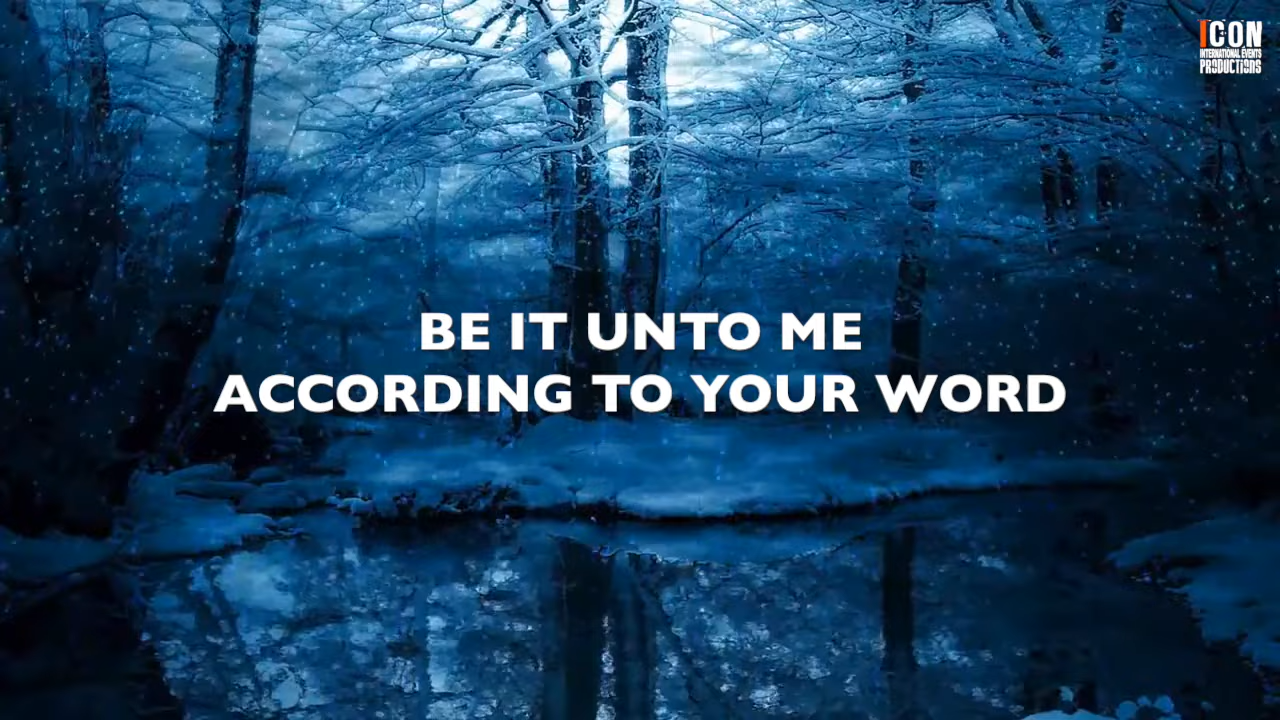 ICON
INTERNATIONAL EVENTS
PRODUCTIONS
BE IT UNTO ME
ACCORDING TO YOUR WORD